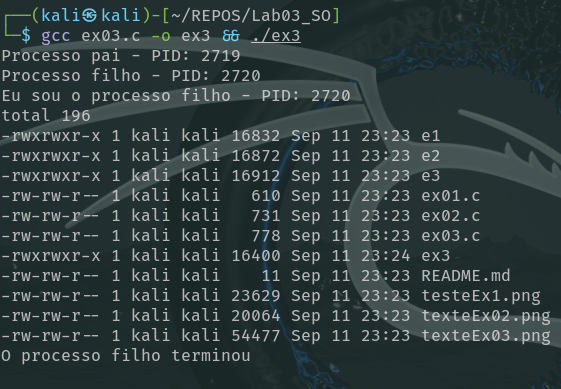 ┌──(kali㉿kali)-[~/REPOS/Lab03_SO]
└─$ gcc ex03.c -o ex3 && ./ex3
Processo pai - PID: 2719
Processo filho - PID: 2720
Eu sou o processo filho - PID: 2720
total 196
-rwxrwxr-x 1 kali kali 16832 Sep 11 23:23 e1
-rwxrwxr-x 1 kali kali 16872 Sep 11 23:23 e2
-rwxrwxr-x 1 kali kali 16912 Sep 11 23:23 e3
-rw-rw-r-- 1 kali kali   610 Sep 11 23:23 ex01.c
-rw-rw-r-- 1 kali kali   731 Sep 11 23:23 ex02.c
-rw-rw-r-- 1 kali kali   778 Sep 11 23:23 ex03.c
-rwxrwxr-x 1 kali kali 16400 Sep 11 23:24 ex3
-rw-rw-r-- 1 kali kali    11 Sep 11 23:23 README.md
-rw-rw-r-- 1 kali kali 23629 Sep 11 23:23 testeEx1.png
-rw-rw-r-- 1 kali kali 20064 Sep 11 23:23 texteEx02.png
-rw-rw-r-- 1 kali kali 54477 Sep 11 23:23 texteEx03.png
O processo filho terminou